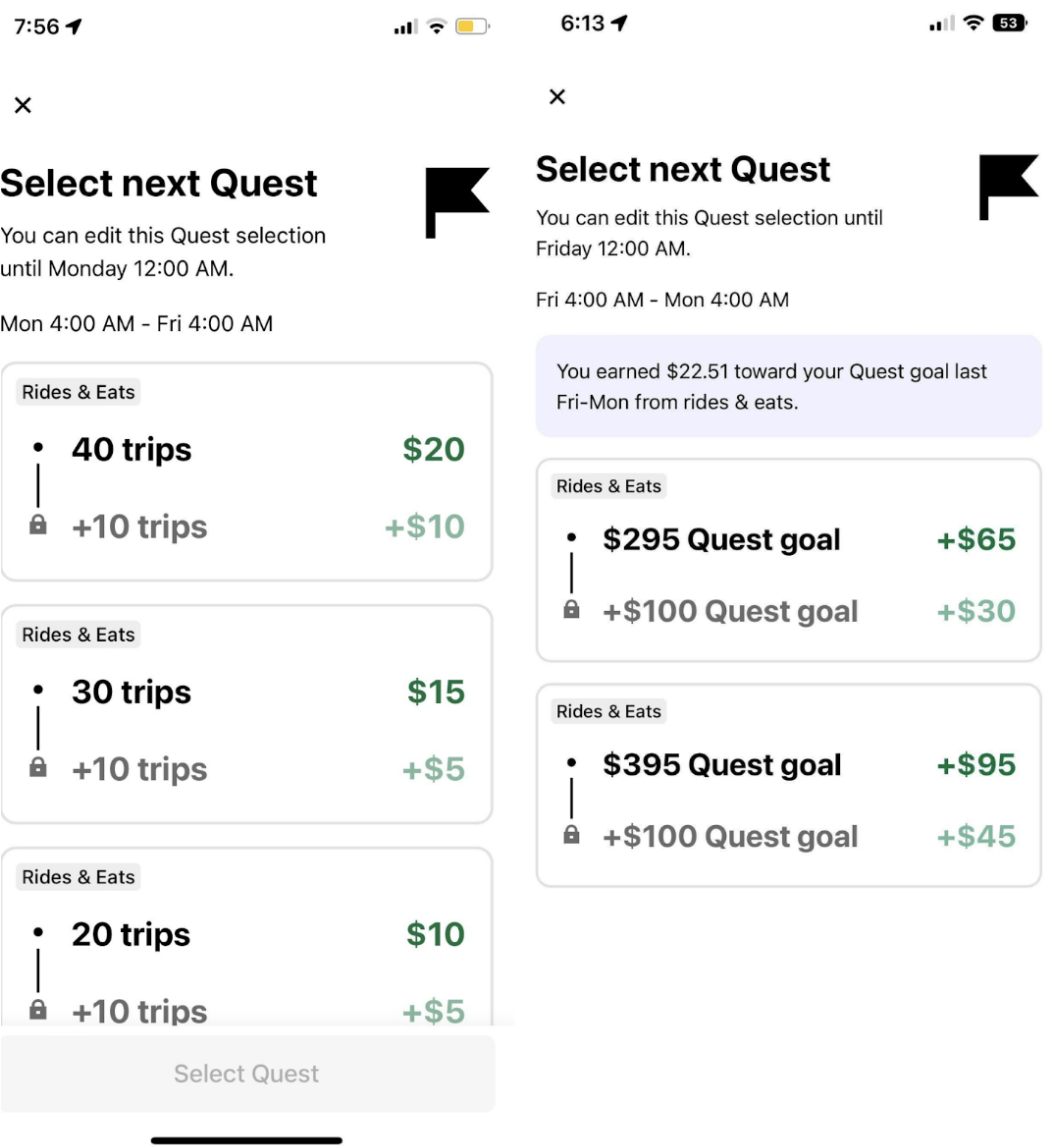 7:56
×
Select next Quest
You can edit this Quest selection
until Monday 12:00 AM.
Mon 4:00 AM - Fri 4:00 AM
Rides & Eats
40 trips $20
+10 trips +$10
Rides & Eats
30 trips $15
+10 trips +$5
Rides & Eats
20 trips $10
+10 trips +$5
Select Quest
6:13 53
×
Select next Quest
You can edit this Quest selection until
Friday 12:00 AM.
Fri 4:00 AM - Mon 4:00 AM
You earned $22.51 toward your Quest goal last
Fri-Mon from rides & eats.
Rides & Eats
$295 Quest goal +$65
+$100 Quest goal +$30
Rides & Eats
$395 Quest goal +$95
+$100 Quest goal +$45